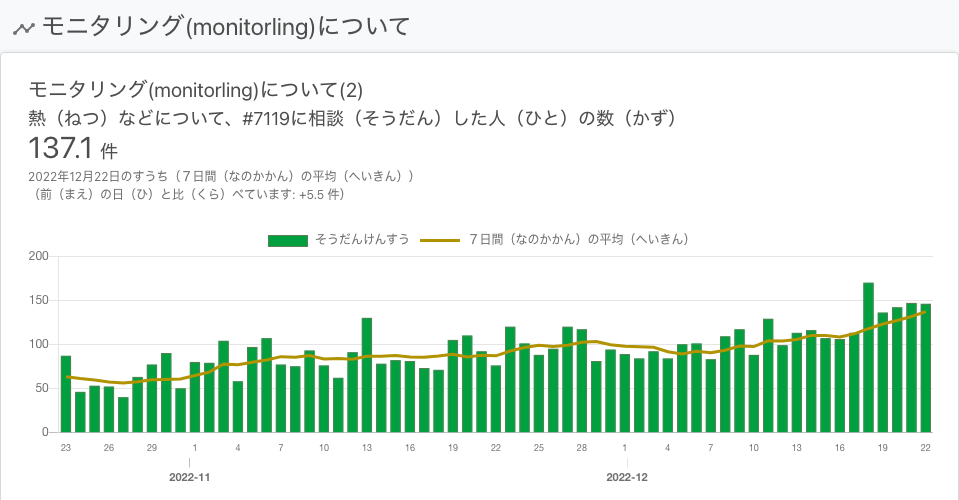 モニタリング(monitorling)について
モニタリング(monitorling)について(2)
熱（ねつ）などについて、#7119に相談（そうだん）した人（ひと）の数（かず）
137.1 件
2022年12月22日のすうち（７日間（なのかかん）の平均（へいきん））
（前（まえ）の日（ひ）と比（くら）べています: +5.5 件）
そうだんけんすう ７日間（なのかかん）の平均（へいきん）
200
150
100
50
0
23 26 29 1 4 7 10 13 16 19 22 25 28 1 4 7 10 13 16 19 22
2022-11 2022-12